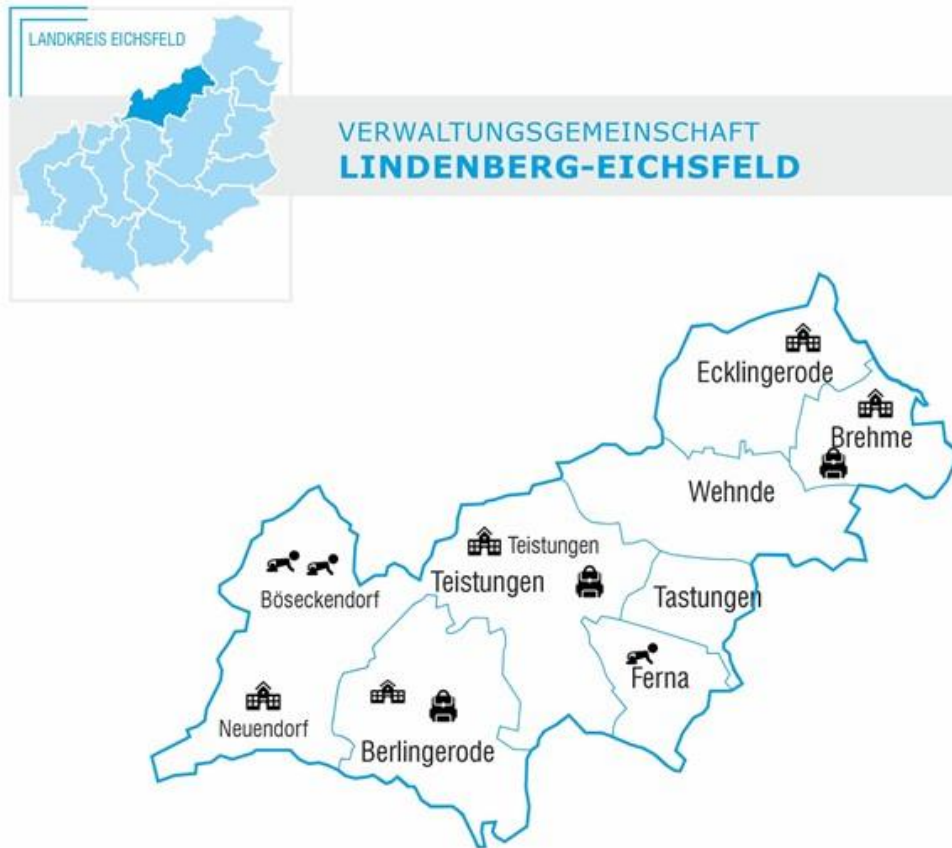 LANDKREIS EICHSFELD
VERWALTUNGSGEMEINSCHAFT
LINDENBERG-EICHSFELD
Ecklingerode
Brehme
Wehnde
Teistungen
Teistungen
Tastungen
Böseckendorf
Ferna
Neuendorf
Berlingerode